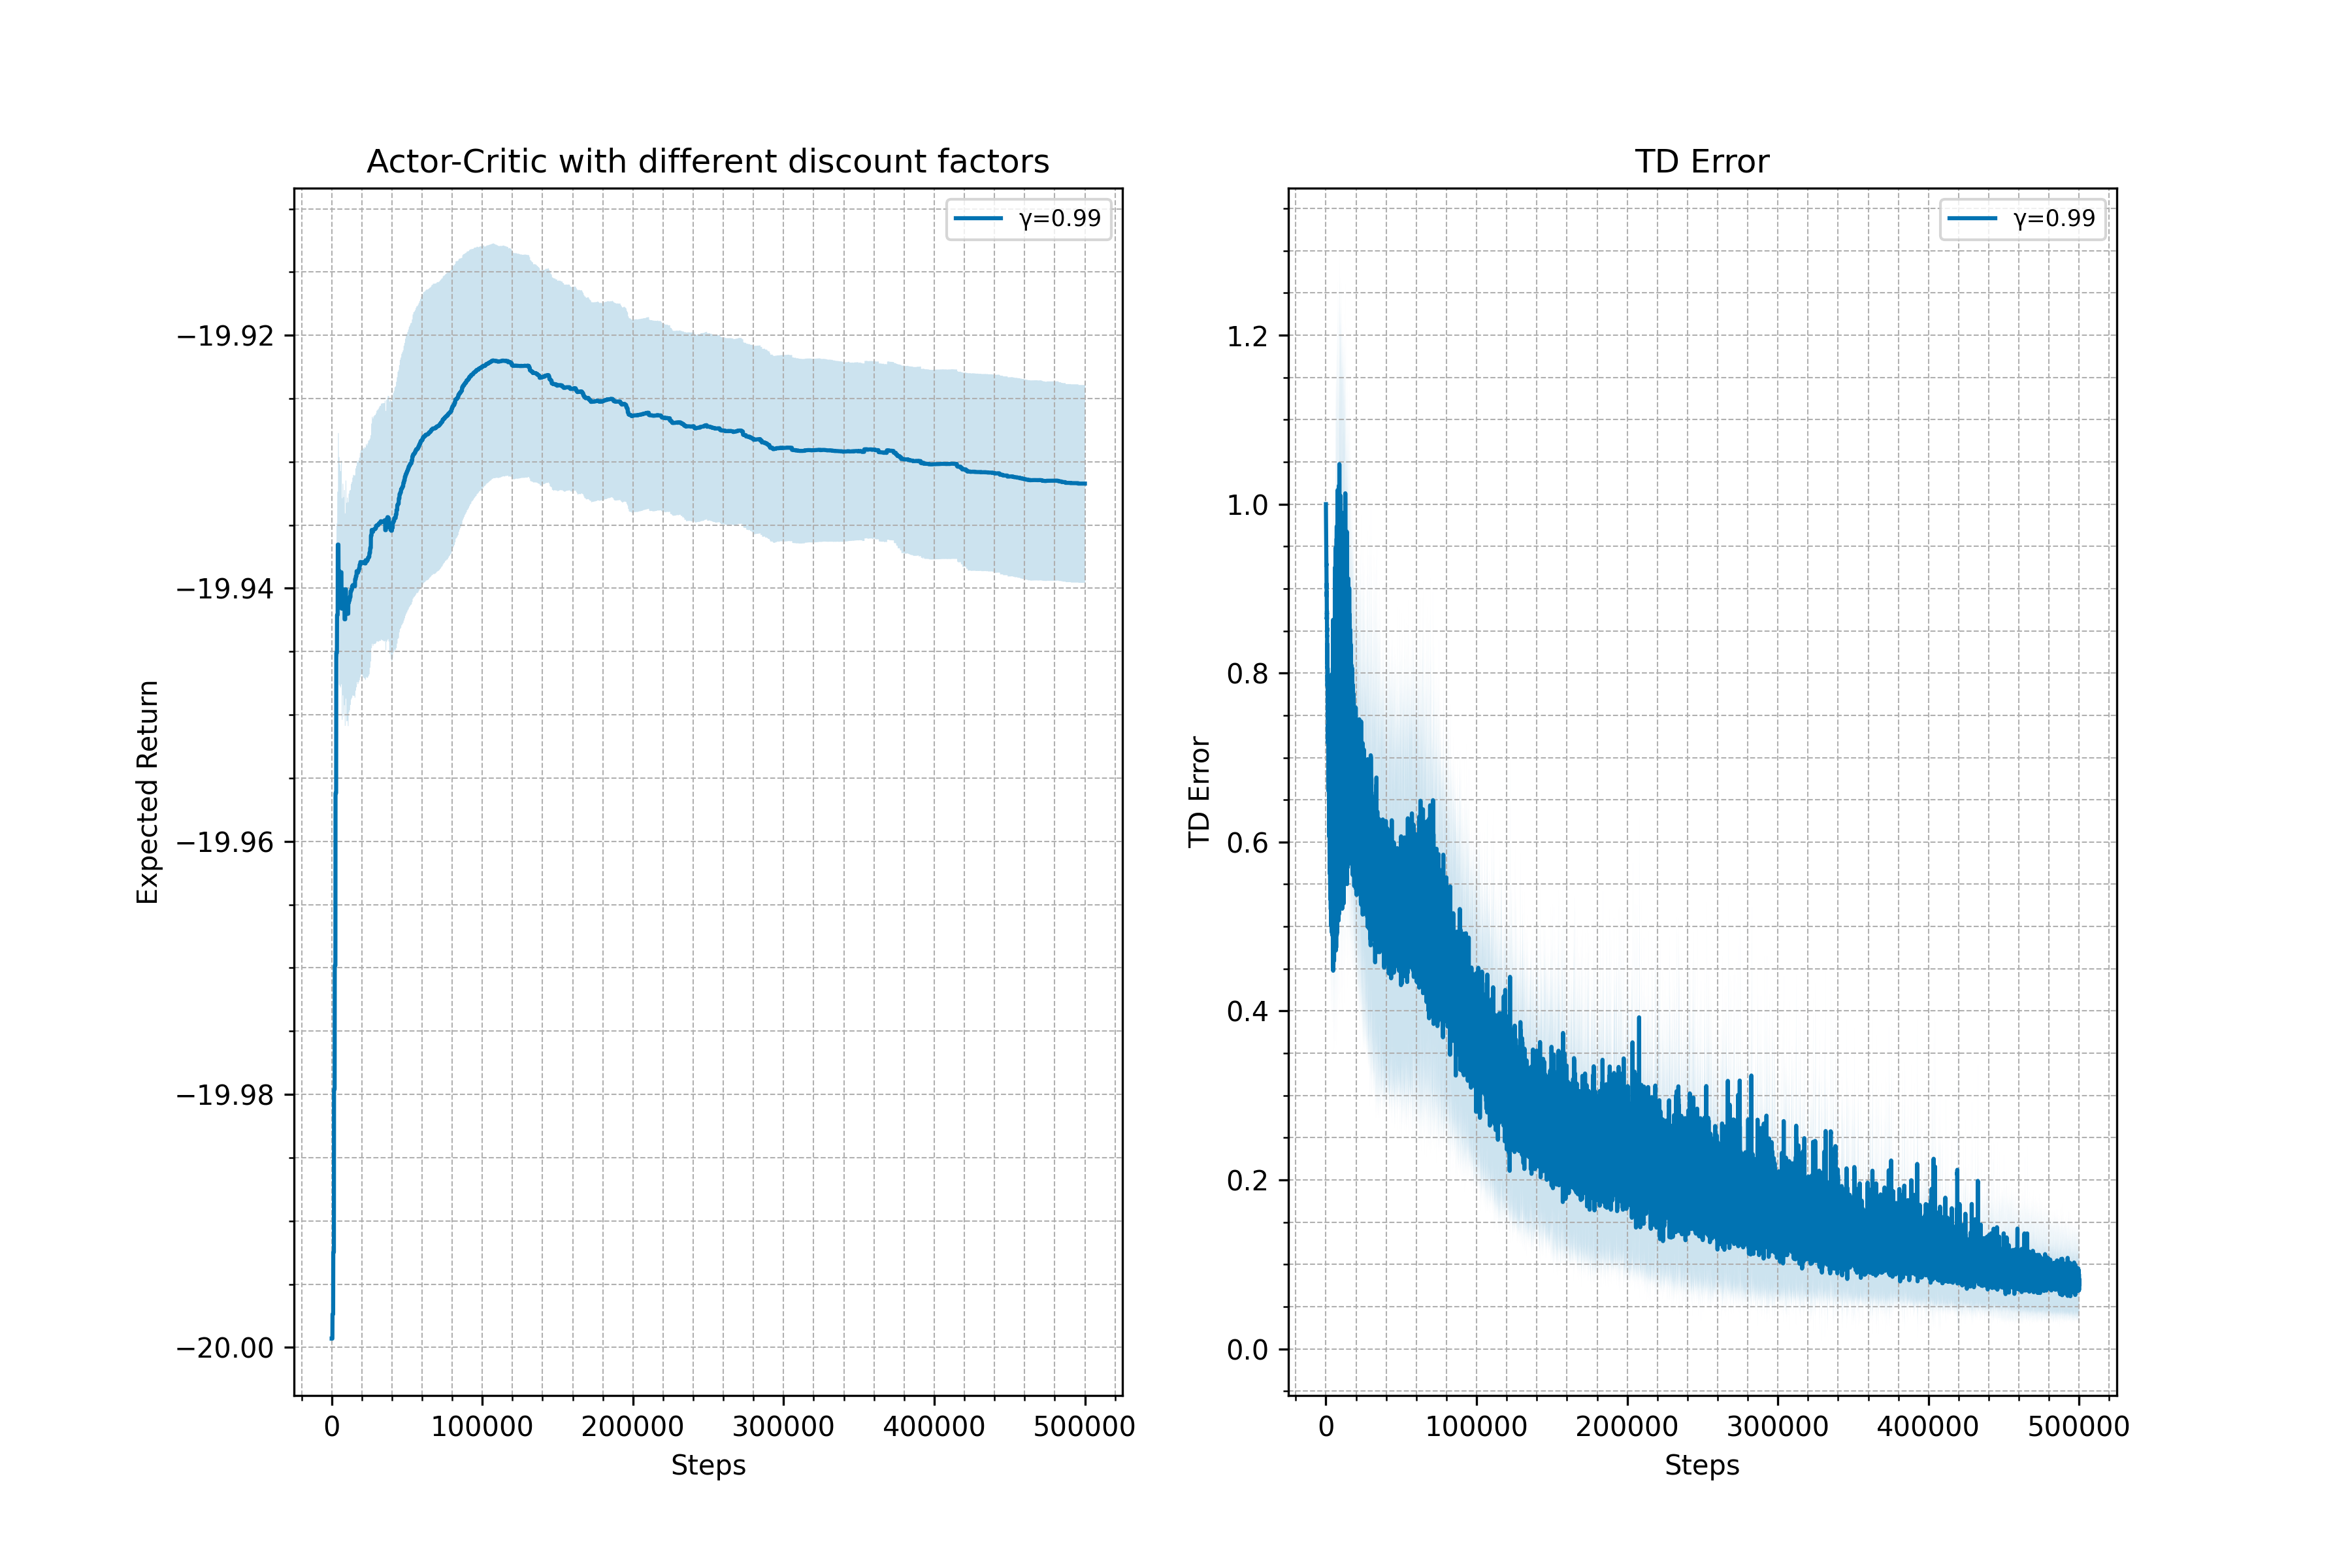 Actor-Critic with different discount factors
γ=0.99
Expected Return
−19.92
−19.94
−19.96
−19.98
−20.00
0 100000 200000 300000 400000 500000
Steps
TD Error
γ=0.99
TD Error
1.2
1.0
0.8
0.6
0.4
0.2
0.0
0 100000 200000 300000 400000 500000
Steps